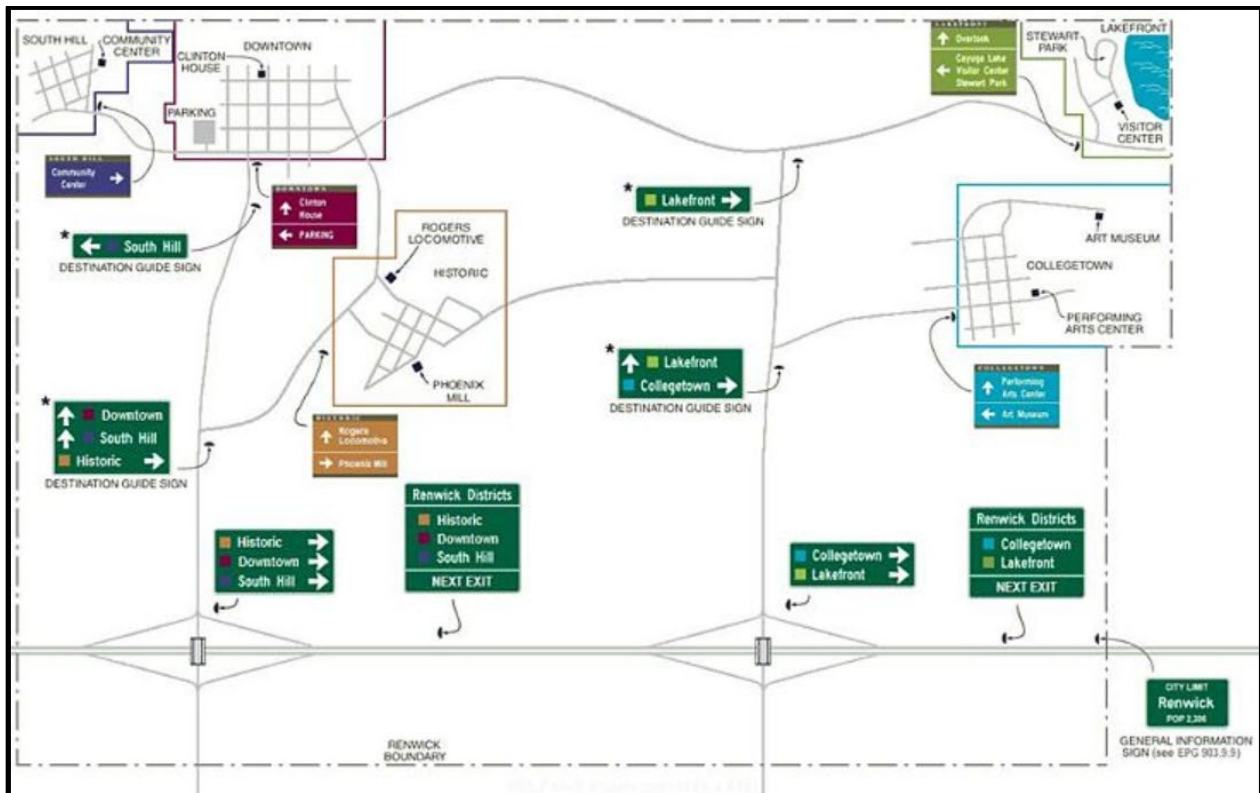 SOUTH HILL
COMMUNITY
CENTER
DOWNTOWN
CLINTON
HOUSE
PARKING
LAKEFRONT
Overlook
Cayuga Lake
Visitor Center
Stewart Park
STEWART
PARK
LAKEFRONT
VISITOR
CENTER
SOUTH HILL
Community
Center
DOWNTOWN
Clinton
House
PARKING
* South Hill
DESTINATION GUIDE SIGN
* Lakefront
DESTINATION GUIDE SIGN
ROGERS
LOCOMOTIVE
HISTORIC
PHOENIX
MILL
ART MUSEUM
COLLEGETOWN
PERFORMING
ARTS CENTER
* Lakefront
Collegetown
DESTINATION GUIDE SIGN
COLLEGETOWN
Performing
Arts Center
Art Museum
* Downtown
South Hill
Historic
DESTINATION GUIDE SIGN
HISTORIC
Rogers
Locomotive
Phoenix Mill
Historic
Downtown
South Hill
Renwick Districts
Historic
Downtown
South Hill
NEXT EXIT
Collegetown
Lakefront
Renwick Districts
Collegetown
Lakefront
NEXT EXIT
CITY LIMIT
Renwick
POP 2,306
GENERAL INFORMATION
SIGN (see EPG 903.9.9)
RENWICK
BOUNDARY